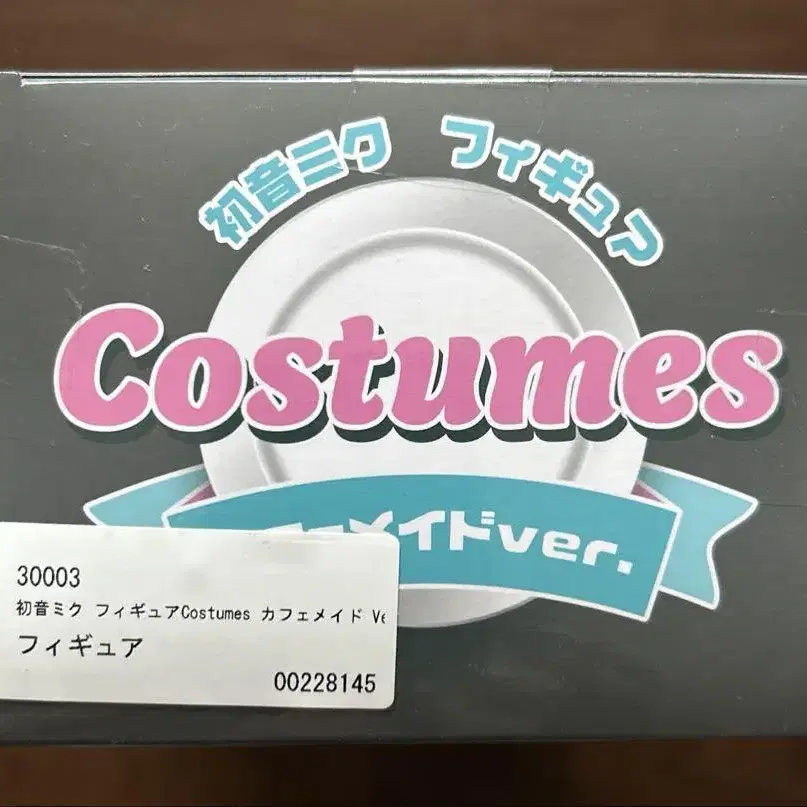 初音ミク フィギュア
Costumes
メイドver.
30003
初音ミク フィギュアCostumes カフェメイド Ve
フィギュア
00228145